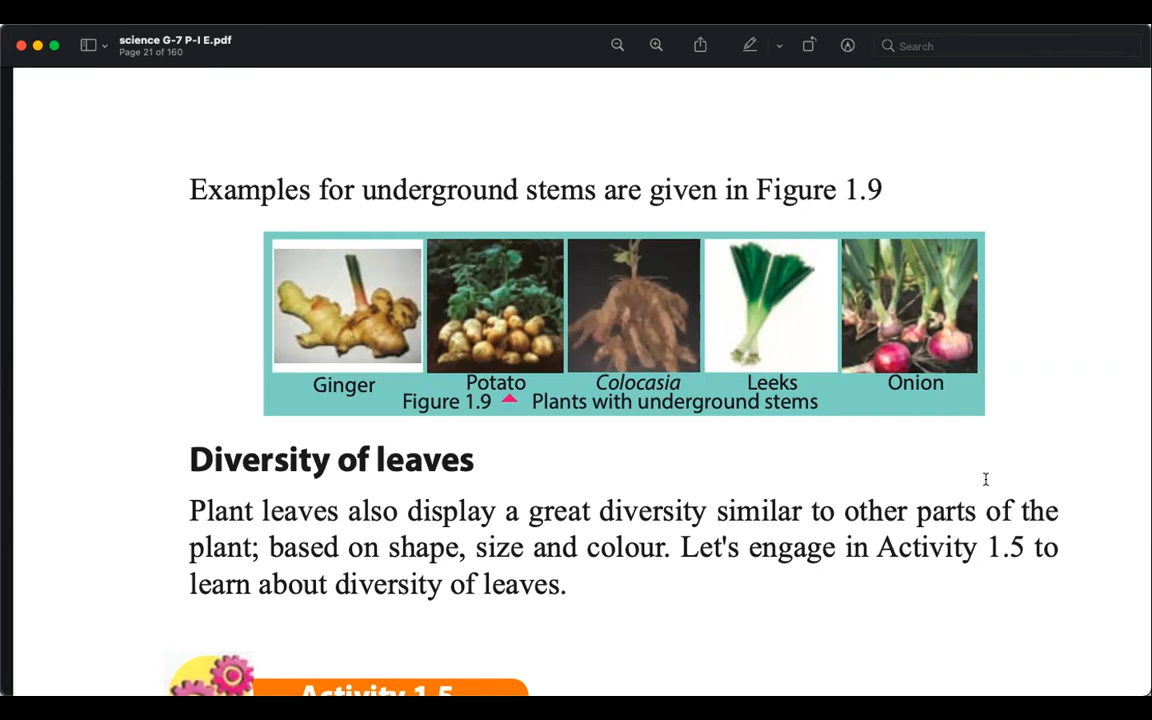 science G-7 P-I E.pdf
Page 21 of 160
Search
Examples for underground stems are given in Figure 1.9
Ginger
Potato
Colocasia
Leeks
Onion
Figure 1.9 Plants with underground stems
Diversity of leaves
Plant leaves also display a great diversity similar to other parts of the
plant; based on shape, size and colour. Let's engage in Activity 1.5 to
learn about diversity of leaves.
Activity 1.5